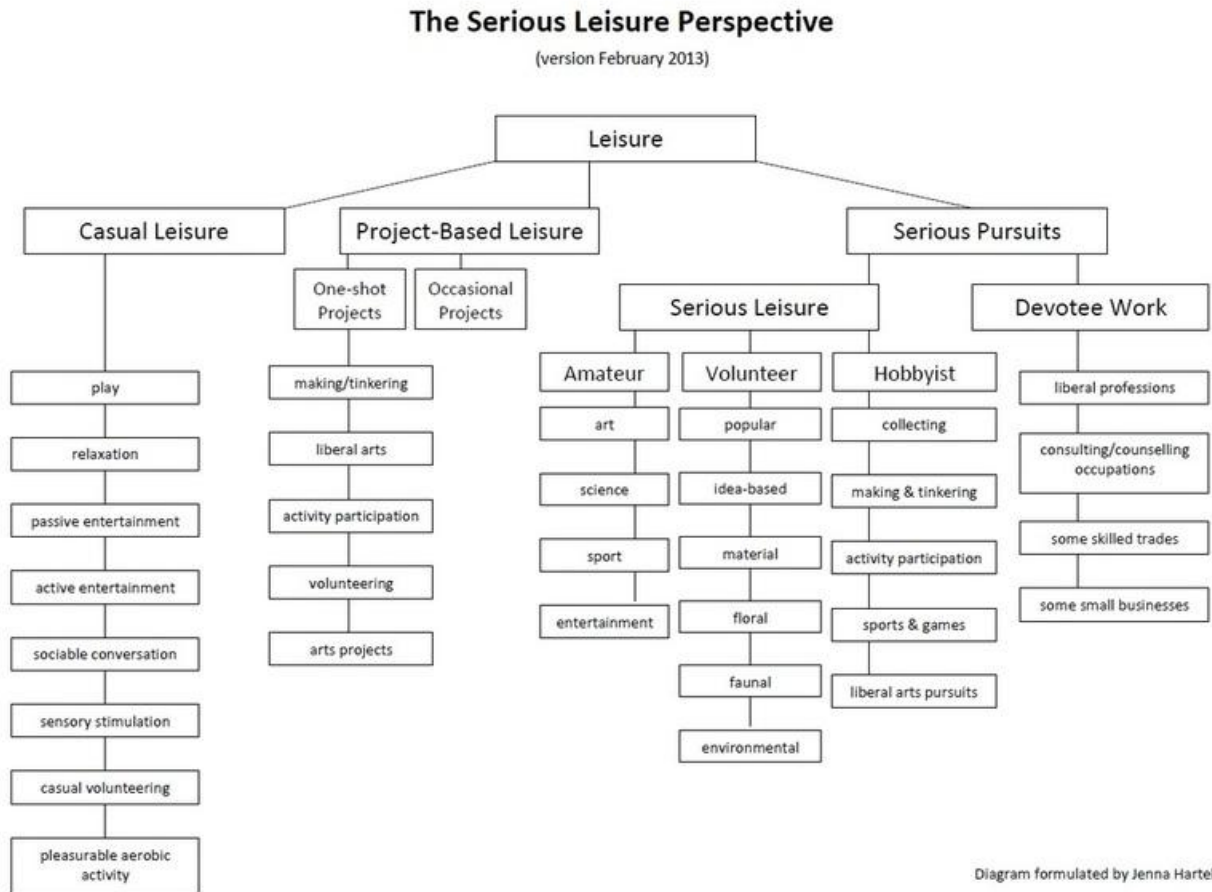 The Serious Leisure Perspective
(version February 2013)
Leisure
Casual Leisure
Project-Based Leisure
Serious Pursuits
One-shot
Projects
Occasional
Projects
Serious Leisure
Devotee Work
Amateur
Volunteer
Hobbyist
play
relaxation
passive entertainment
active entertainment
sociable conversation
sensory stimulation
casual volunteering
pleasurable aerobic
activity
making/tinkering
liberal arts
activity participation
volunteering
arts projects
art
science
sport
entertainment
popular
idea-based
material
floral
faunal
environmental
collecting
making & tinkering
activity participation
sports & games
liberal arts pursuits
liberal professions
consulting/counselling
occupations
some skilled trades
some small businesses
Diagram formulated by Jenna Hartel